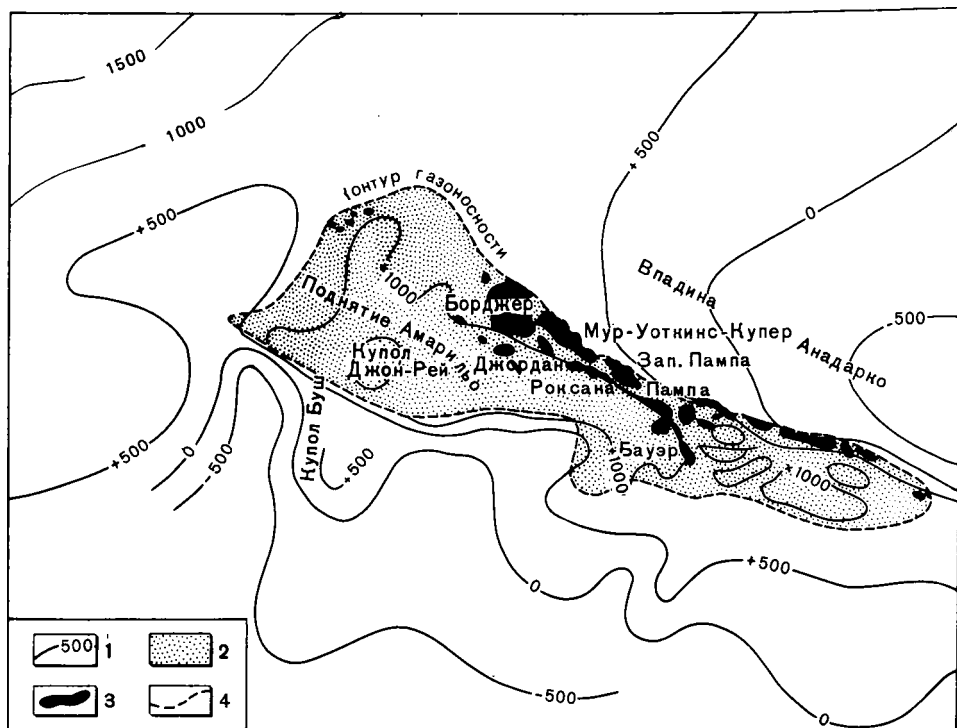 1500
1000
+500
Контур газоносности
+500
0
Впадина
Анадарко
-500
+1000
Поднятие Амарильо
Борджер
Мур-Уоткинс-Купер
Зап. Пампа
Купол
Джон-Рей
Джордан
Роксана
Пампа
Купол Буш
Бауэр
+1000
+1000
+500
0
-500
+500
+500
0
-500
0
500
1
2
3
4